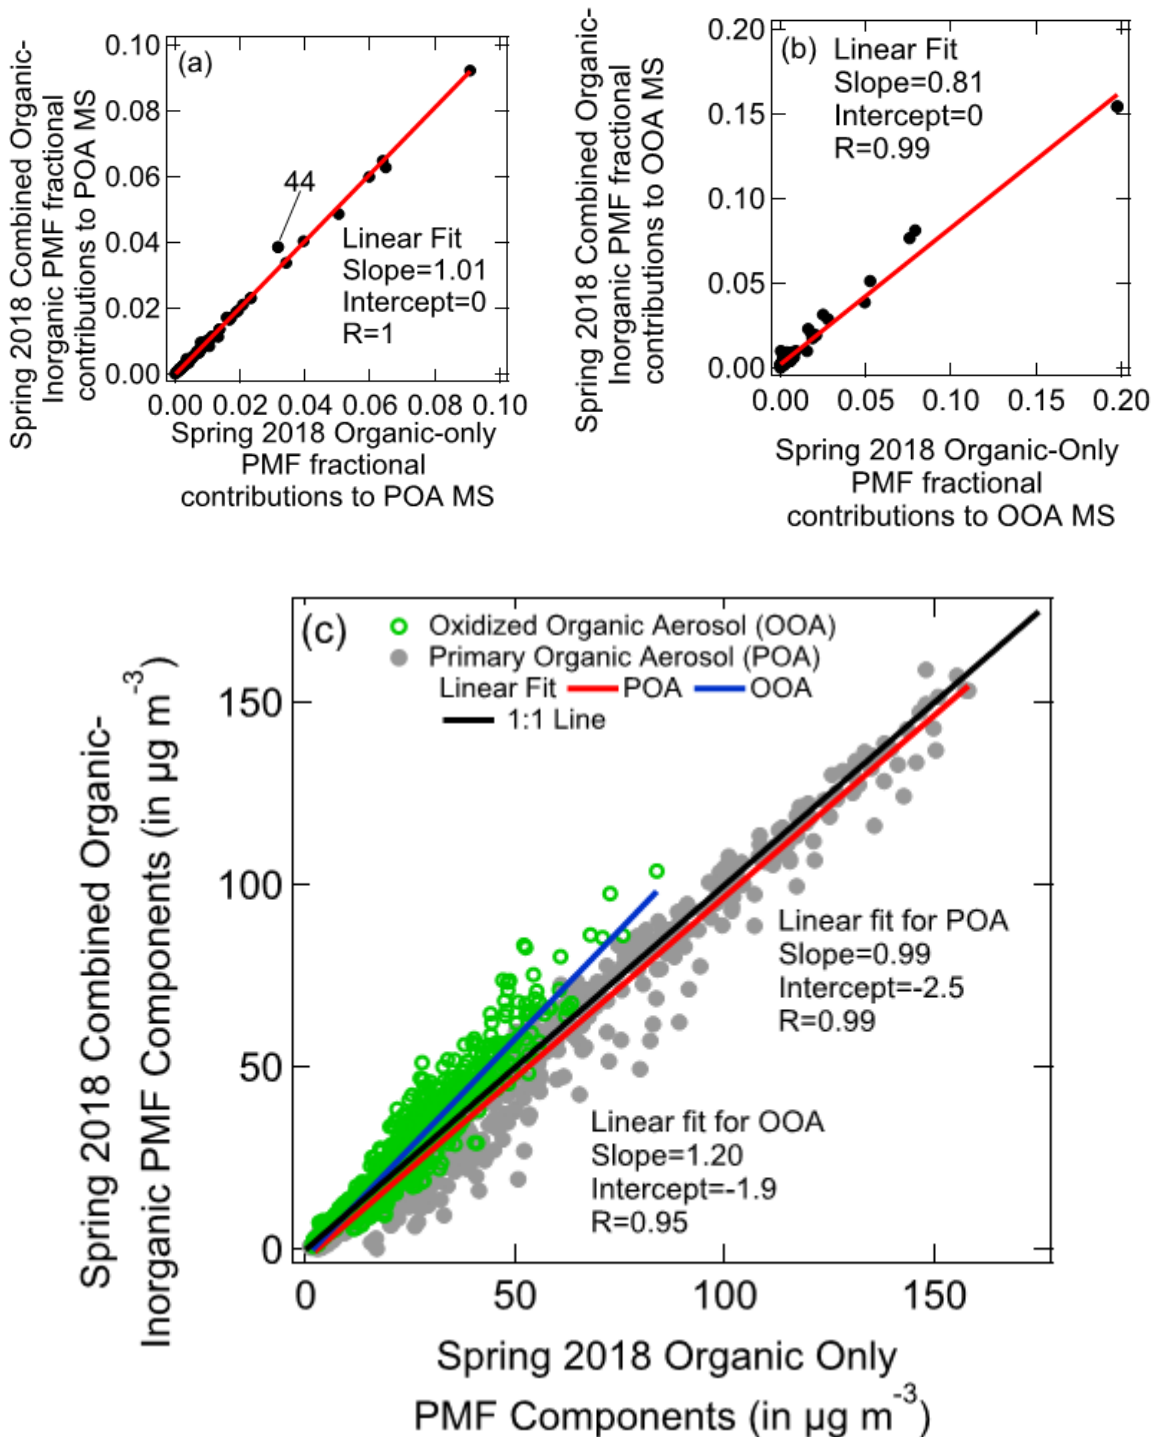 Spring 2018 Combined Organic-
Inorganic PMF fractional
contributions to POA MS
0.10
0.08
0.06
0.04
0.02
0.00
(a)
44
Linear Fit
Slope=1.01
Intercept=0
R=1
0.00 0.02 0.04 0.06 0.08 0.10
Spring 2018 Organic-only
PMF fractional
contributions to POA MS
Spring 2018 Combined Organic-
Inorganic PMF fractional
contributions to OOA MS
0.20
0.15
0.10
0.05
0.00
(b)
Linear Fit
Slope=0.81
Intercept=0
R=0.99
0.00 0.05 0.10 0.15 0.20
Spring 2018 Organic-Only
PMF fractional
contributions to OOA MS
Spring 2018 Combined Organic-
Inorganic PMF Components (in µg m⁻³)
150
100
50
0
(c)
Oxidized Organic Aerosol (OOA)
Primary Organic Aerosol (POA)
Linear Fit POA OOA
1:1 Line
Linear fit for POA
Slope=0.99
Intercept=-2.5
R=0.99
Linear fit for OOA
Slope=1.20
Intercept=-1.9
R=0.95
0 50 100 150
Spring 2018 Organic Only
PMF Components (in µg m⁻³)